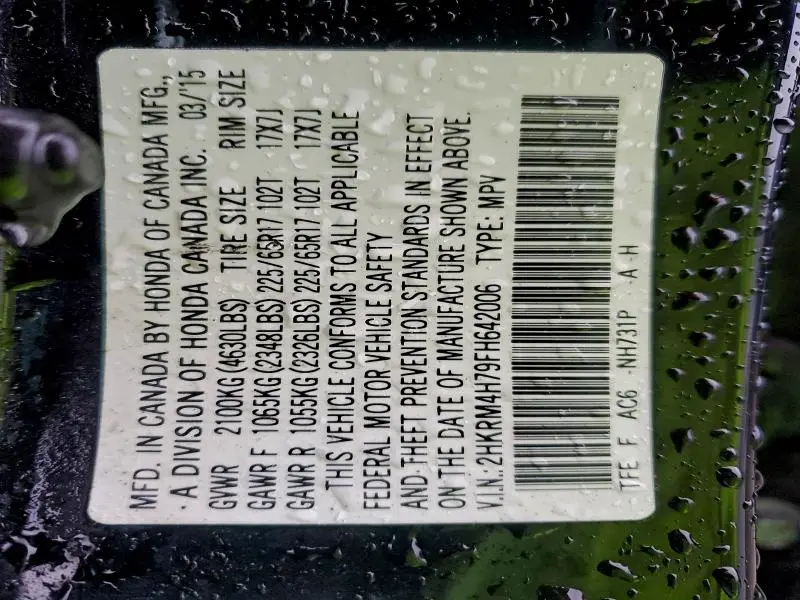 MFD. IN CANADA BY HONDA OF CANADA MFG.,
A DIVISION OF HONDA CANADA INC. 03/'15
GVWR 2100KG (4630LBS) TIRE SIZE RIM SIZE
GAWR F 1065KG (2348LBS) 225/65R17 102T 17X7J
GAWR R 1055KG (2326LBS) 225/65R17 102T 17X7J
THIS VEHICLE CONFORMS TO ALL APPLICABLE
FEDERAL MOTOR VEHICLE SAFETY
AND THEFT PREVENTION STANDARDS IN EFFECT
ON THE DATE OF MANUFACTURE SHOWN ABOVE.
V.I.N.: 2HKRM4H79FH642006 TYPE: MPV
TFE F AC6 -NH731P -A -H